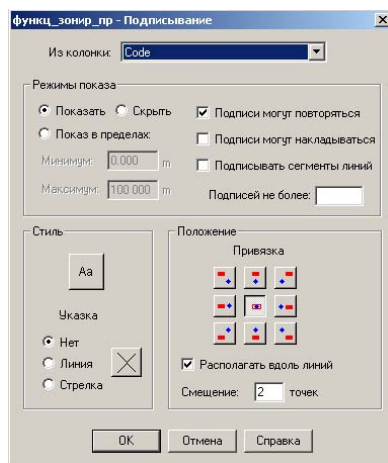 функц_зонир_пр - Подписывание
Из колонки: Code
Режимы показа
Показать Скрыть
Подписи могут повторяться
Показ в пределах:
Подписи могут накладываться
Минимум: 0.000 m
Подписывать сегменты линий
Максимум: 100 000 m
Подписей не более:
Стиль
Aa
Указка
Нет
Линия
Стрелка
Положение
Привязка
Располагать вдоль линий
Смещение: 2 точек
OK Отмена Справка